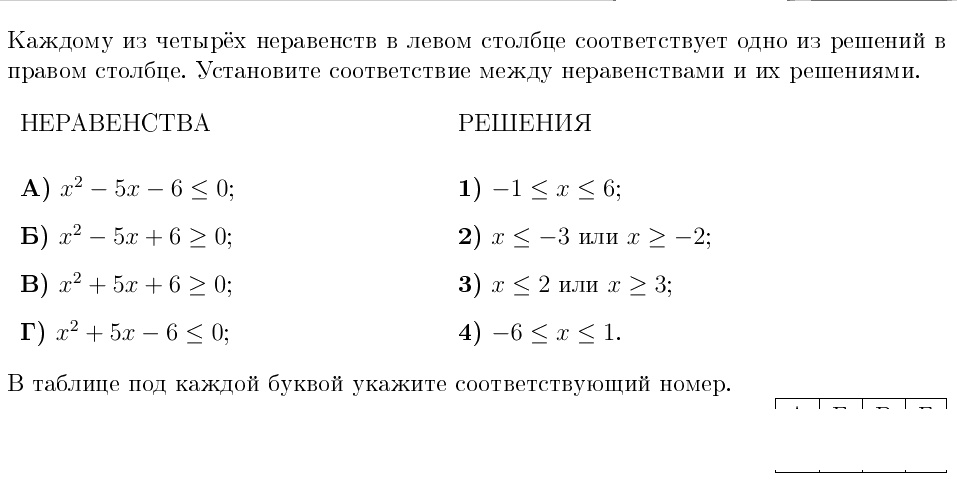 Каждому из четырёх неравенств в левом столбце соответствует одно из решений в
правом столбце. Установите соответствие между неравенствами и их решениями.
НЕРАВЕНСТВА РЕШЕНИЯ
А) x² − 5x − 6 ≤ 0; 1) −1 ≤ x ≤ 6;
Б) x² − 5x + 6 ≥ 0; 2) x ≤ −3 или x ≥ −2;
В) x² + 5x + 6 ≥ 0; 3) x ≤ 2 или x ≥ 3;
Г) x² + 5x − 6 ≤ 0; 4) −6 ≤ x ≤ 1.
В таблице под каждой буквой укажите соответствующий номер.